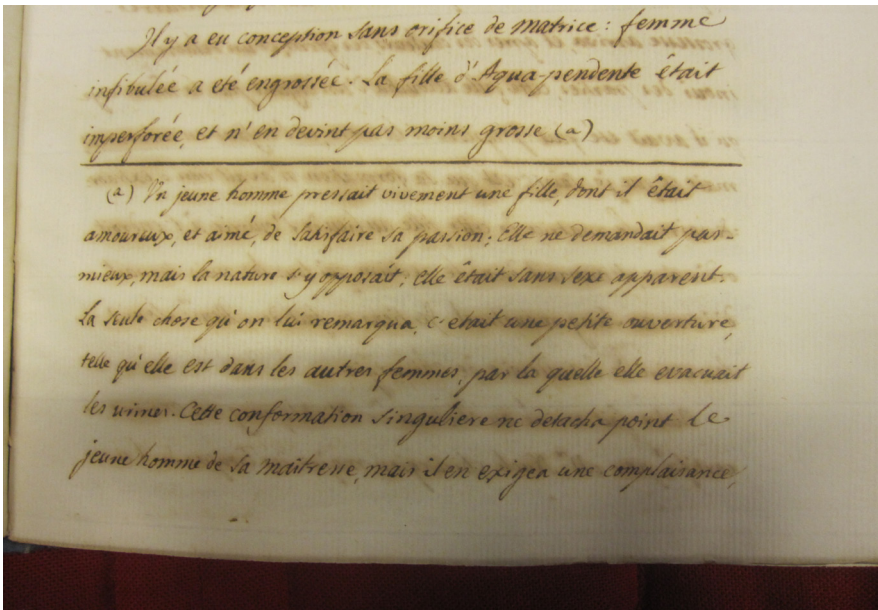 Il y a eu conception sans orifice de matrice : femme
infibulée a eté engrossée. La fille d'Aqua-pendente était
imperforée, et n'en devint pas moins grosse (a)
(a) Un jeune homme pressait vivement une fille, dont il était
amoureux, et aimé, de satisfaire sa passion; Elle ne demandait pas-
mieux, mais la nature s'y opposait; elle était sans sexe apparent.
La seule chose qu'on lui remarqua, c'etait une petite ouverture,
telle qu'elle est dans les autres femmes, par la quelle elle evacuait
les urines. Cette conformation singuliere ne detacha point le
jeune homme de sa maitresse, mais il en exigea une complaisance,